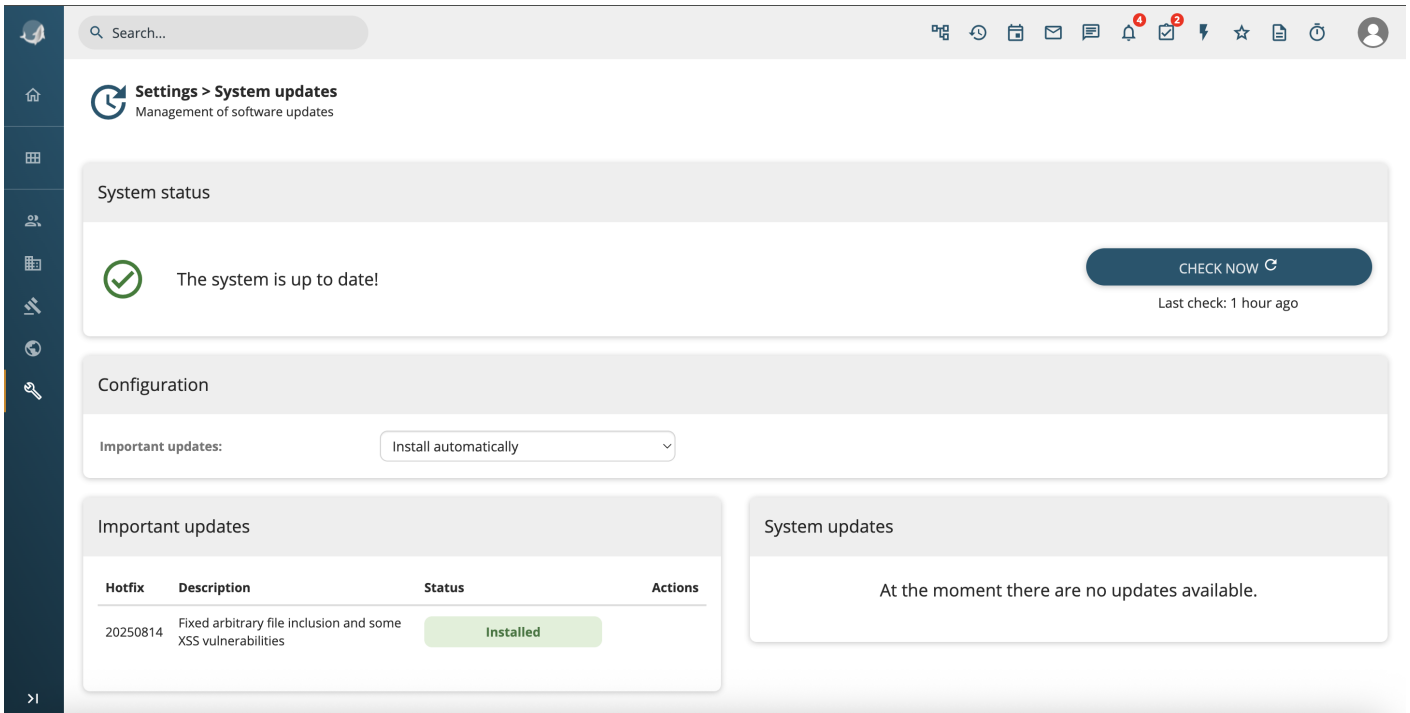 Search...
4
2
Settings > System updates
Management of software updates
System status
The system is up to date!
CHECK NOW
Last check: 1 hour ago
Configuration
Important updates:
Install automatically
Important updates
Hotfix Description Status Actions
20250814 Fixed arbitrary file inclusion and some
XSS vulnerabilities
Installed
System updates
At the moment there are no updates available.